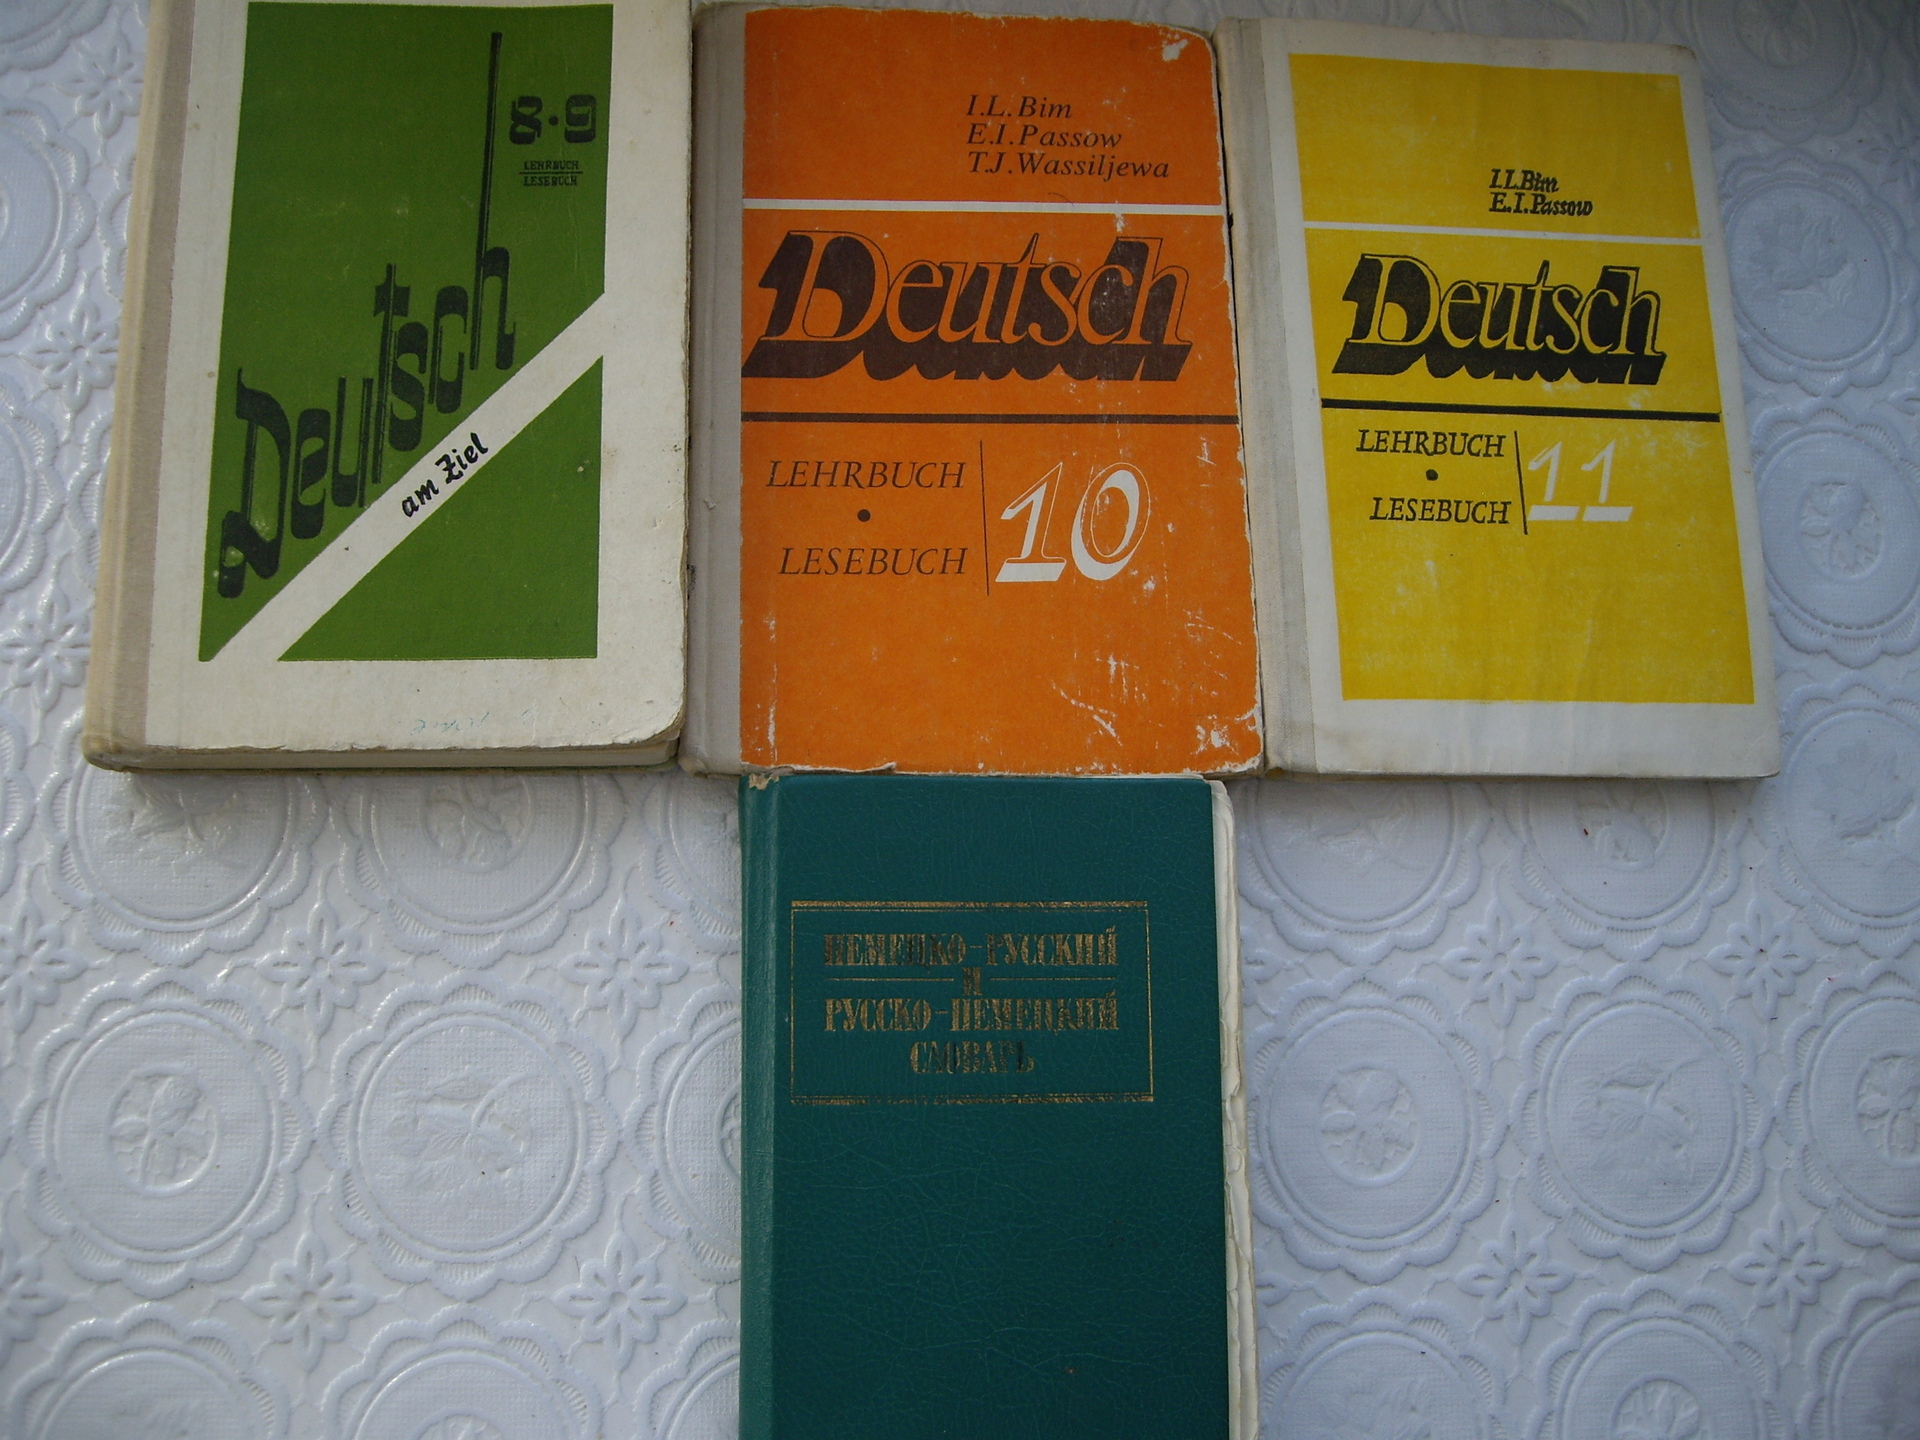 8·9
LEHRBUCH
LESEBUCH
Deutsch
am Ziel
I.L.Bim
E.I.Passow
T.J.Wassiljewa
Deutsch
LEHRBUCH
•
LESEBUCH
10
I.L.Bim
E.I.Passow
Deutsch
LEHRBUCH
•
LESEBUCH
11
НЕМЕЦКО-РУССКИЙ
И
РУССКО-НЕМЕЦКИЙ
СЛОВАРЬ